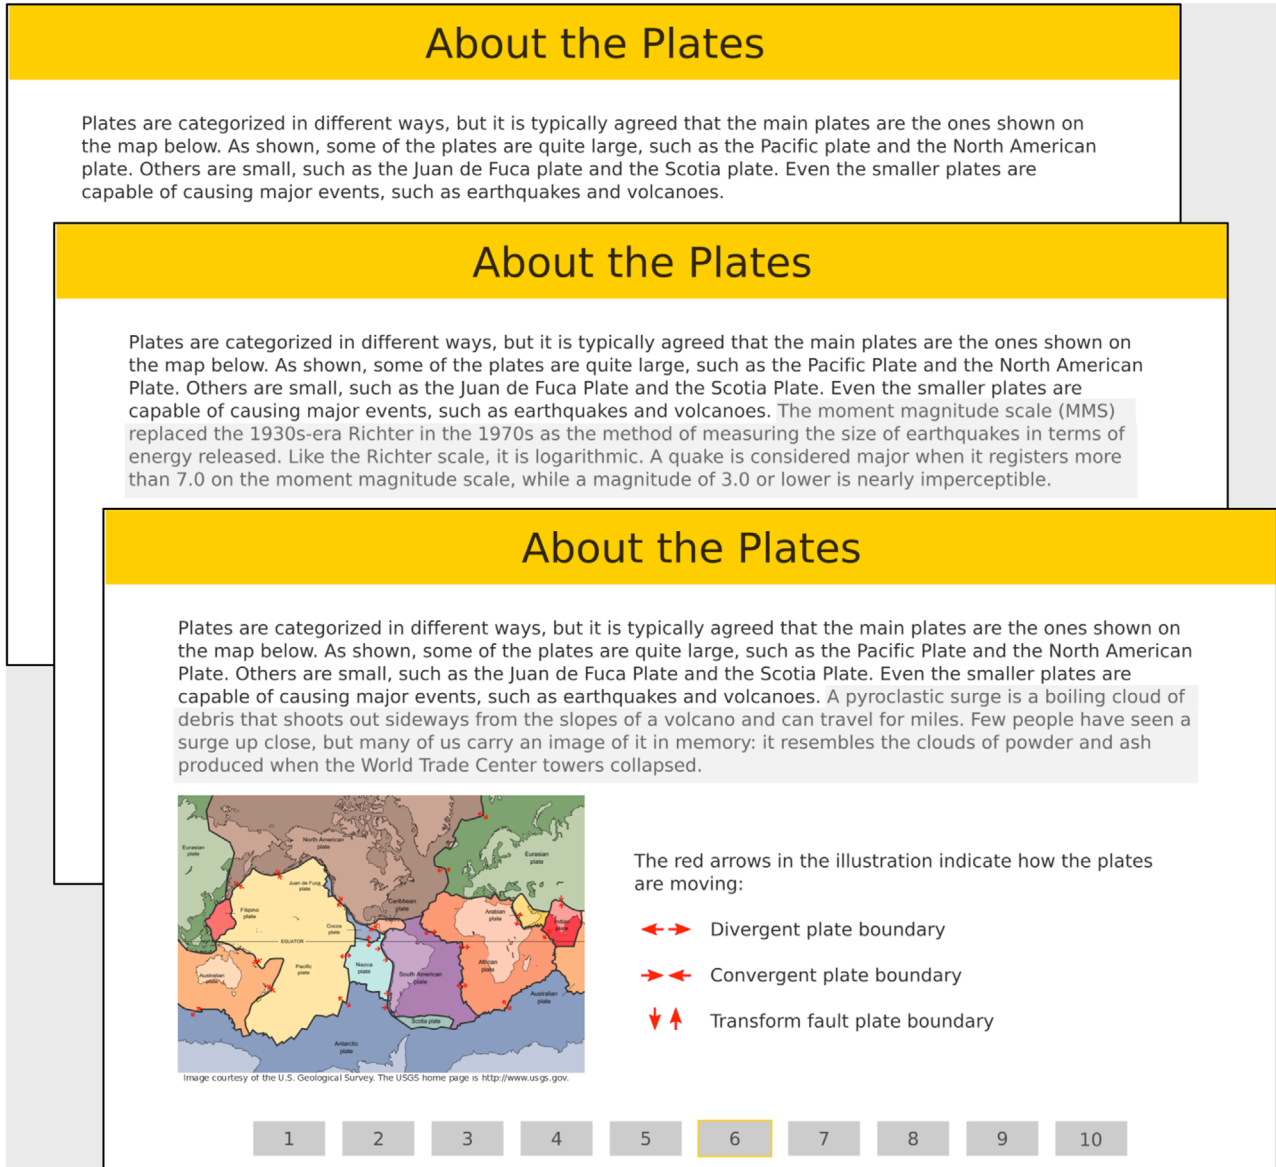 About the Plates
Plates are categorized in different ways, but it is typically agreed that the main plates are the ones shown on
the map below. As shown, some of the plates are quite large, such as the Pacific plate and the North American
plate. Others are small, such as the Juan de Fuca plate and the Scotia plate. Even the smaller plates are
capable of causing major events, such as earthquakes and volcanoes.
About the Plates
Plates are categorized in different ways, but it is typically agreed that the main plates are the ones shown on
the map below. As shown, some of the plates are quite large, such as the Pacific Plate and the North American
Plate. Others are small, such as the Juan de Fuca Plate and the Scotia Plate. Even the smaller plates are
capable of causing major events, such as earthquakes and volcanoes. The moment magnitude scale (MMS)
replaced the 1930s-era Richter in the 1970s as the method of measuring the size of earthquakes in terms of
energy released. Like the Richter scale, it is logarithmic. A quake is considered major when it registers more
than 7.0 on the moment magnitude scale, while a magnitude of 3.0 or lower is nearly imperceptible.
About the Plates
Plates are categorized in different ways, but it is typically agreed that the main plates are the ones shown on
the map below. As shown, some of the plates are quite large, such as the Pacific Plate and the North American
Plate. Others are small, such as the Juan de Fuca Plate and the Scotia Plate. Even the smaller plates are
capable of causing major events, such as earthquakes and volcanoes. A pyroclastic surge is a boiling cloud of
debris that shoots out sideways from the slopes of a volcano and can travel for miles. Few people have seen a
surge up close, but many of us carry an image of it in memory: it resembles the clouds of powder and ash
produced when the World Trade Center towers collapsed.
North American
plate
Eurasian
plate
Eurasian
plate
Juan de Fuca
plate
Caribbean
plate
Filipino
plate
Arabian
plate
Indian
plate
Cocos
plate
EQUATOR
Pacific
plate
Nazca
plate
South American
plate
African
plate
Australian
plate
Australian
plate
Scotia plate
Antarctic
plate
Image courtesy of the U.S. Geological Survey. The USGS home page is http://www.usgs.gov.
The red arrows in the illustration indicate how the plates
are moving:
Divergent plate boundary
Convergent plate boundary
Transform fault plate boundary
1 2 3 4 5 6 7 8 9 10